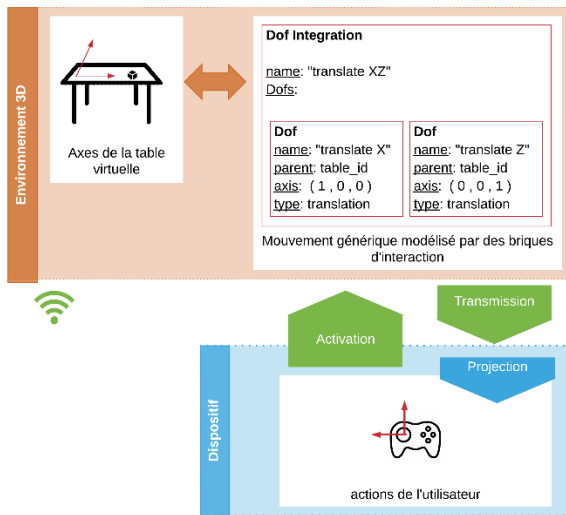 Environnement 3D
Axes de la table
virtuelle
Dof Integration
name: "translate XZ"
Dofs:
Dof
name: "translate X"
parent: table_id
axis: ( 1 , 0 , 0 )
type: translation
Dof
name: "translate Z"
parent: table_id
axis: ( 0 , 0 , 1 )
type: translation
Mouvement générique modélisé par des briques
d'interaction
Activation
Transmission
Projection
Dispositif
actions de l'utilisateur